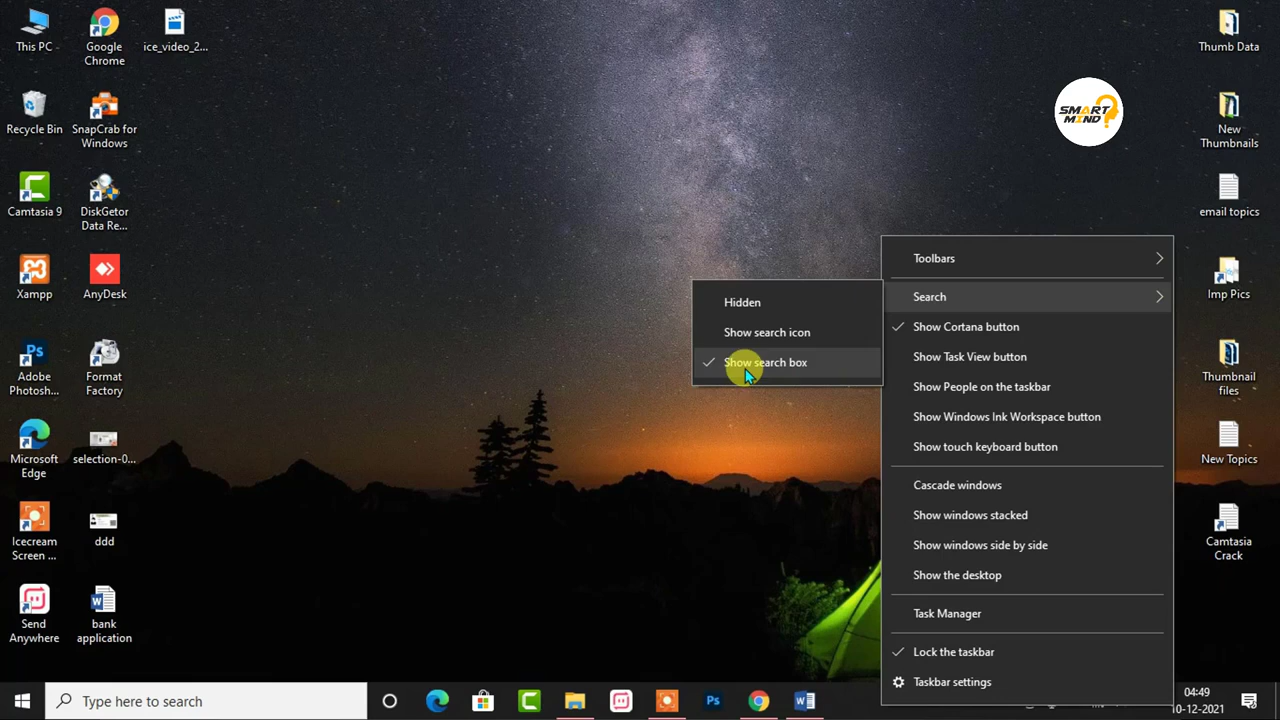 This PC
Google
Chrome
ice_video_2...
Recycle Bin
SnapCrab for
Windows
Camtasia 9
DiskGetor
Data Re...
Xampp
AnyDesk
Adobe
Photosh...
Format
Factory
Microsoft
Edge
selection-0...
Icecream
Screen ...
ddd
Send
Anywhere
bank
application
SMART
MIND
Thumb Data
New
Thumbnails
email topics
Imp Pics
Thumbnail
files
New Topics
Camtasia
Crack
Hidden
Show search icon
Show search box
Toolbars
Search
Show Cortana button
Show Task View button
Show People on the taskbar
Show Windows Ink Workspace button
Show touch keyboard button
Cascade windows
Show windows stacked
Show windows side by side
Show the desktop
Task Manager
Lock the taskbar
Taskbar settings
Type here to search
Ps
04:49
10-12-2021